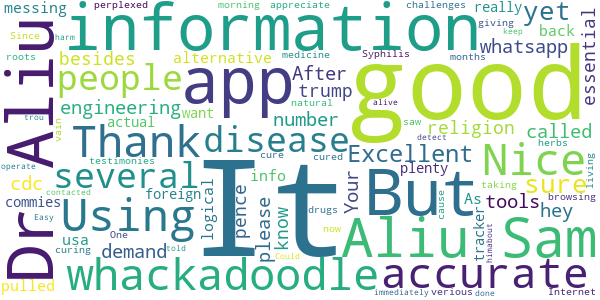 messing perplexed Since appreciate challenges really giving keep
information yet
harm roots besides people alternative medicine Syphilis months back whatsapp
app good essential
engineering After trump natural want actual number saw alive religion
Dr Aliu
Thank disease called trou
testimonies cure cured info herbs plenty
vain cdc several Excellent Nice sure
It But
commies foreign logical pence please know drugs Your detect As tools living
operate contacted Using cause taking browsing hey
usa curing demand now tracker himabout
Aliu Sam
One told
Easy whackadoodle accurate
pulled Could immediately verious done Internet